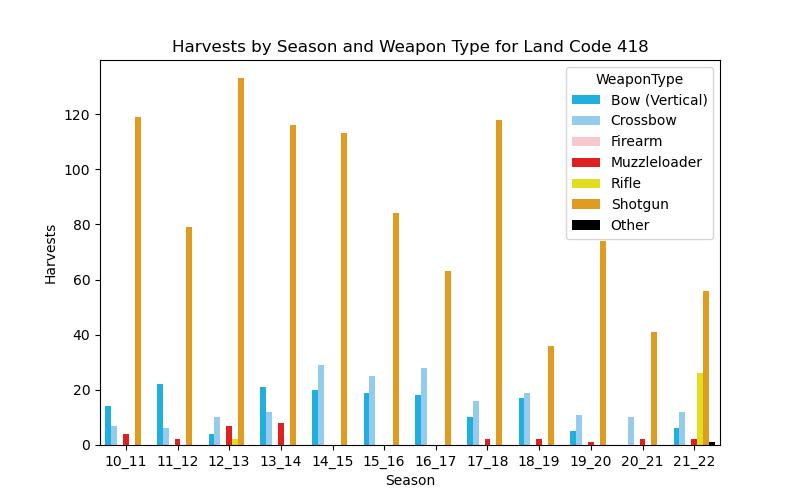 Harvests by Season and Weapon Type for Land Code 418
WeaponType
Bow (Vertical)
Crossbow
Firearm
Muzzleloader
Rifle
Shotgun
Other
Harvests
120
100
80
60
40
20
0
10_11 11_12 12_13 13_14 14_15 15_16 16_17 17_18 18_19 19_20 20_21 21_22
Season